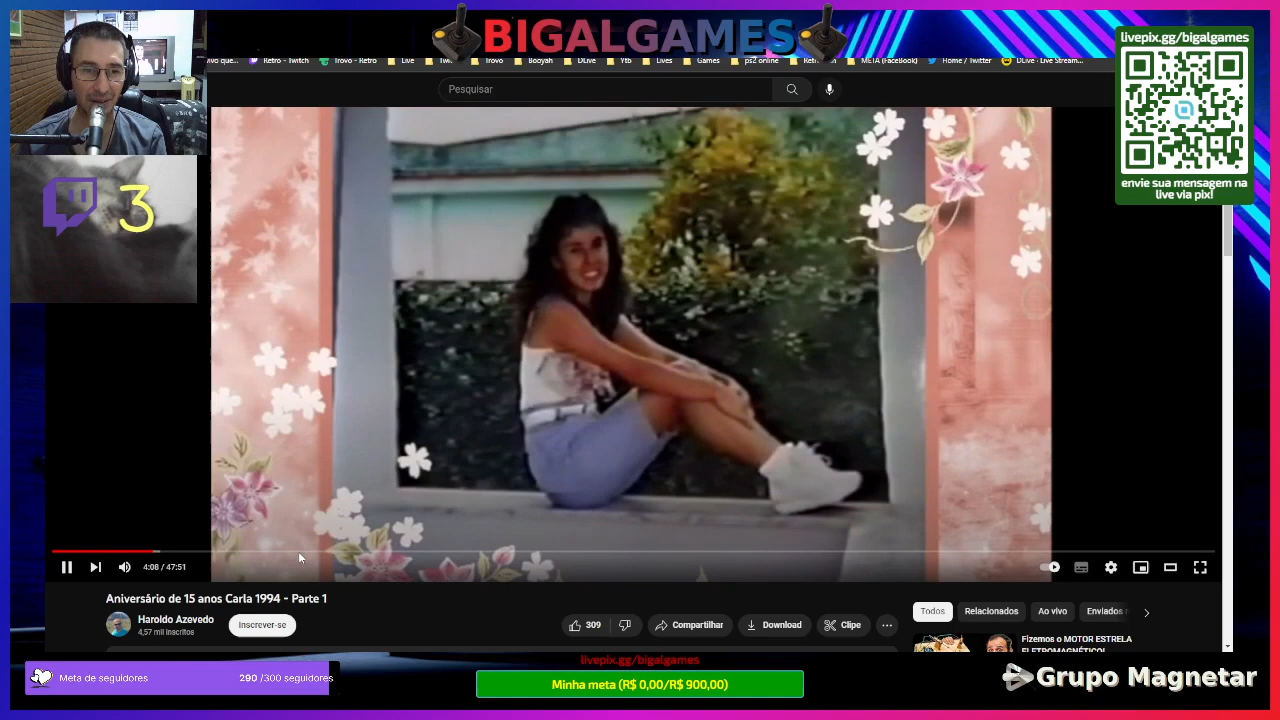 BIGALGAMES
livepix.gg/bigalgames
envie sua mensagem na
live via pix!
Retro - Twitch
Trovo - Retro
Live
Trovo
Booyah
DLive
Ytb
Lives
Games
ps2 online
META (FaceBook)
Home / Twitter
DLive · Live Stream...
Pesquisar
3
4:08 / 47:51
Aniversário de 15 anos Carla 1994 - Parte 1
Haroldo Azevedo
4,57 mil inscritos
Inscrever-se
309
Compartilhar
Download
Clipe
Todos
Relacionados
Ao vivo
Enviados
Fizemos o MOTOR ESTRELA
ELETROMAGNÉTICO!
livepix.gg/bigalgames
Meta de seguidores
290 /300 seguidores
Minha meta (R$ 0,00/R$ 900,00)
Grupo Magnetar